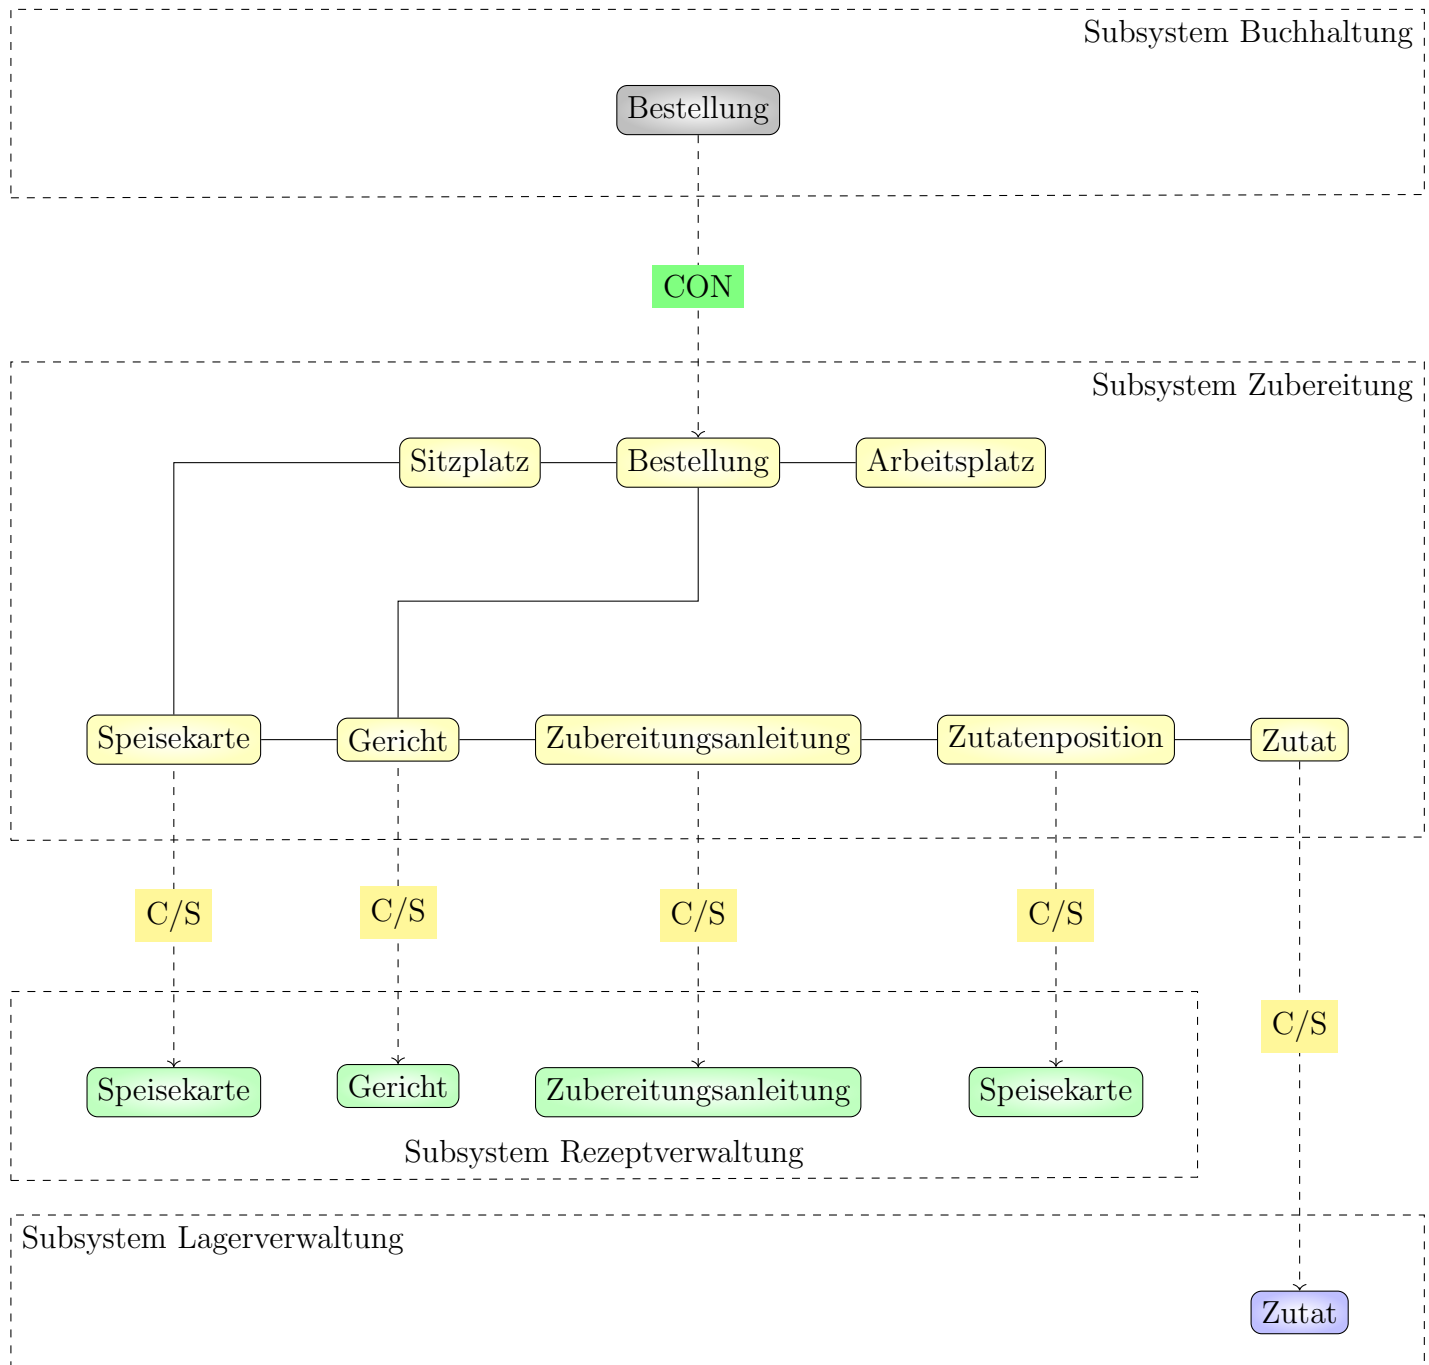 Subsystem Buchhaltung
Bestellung
CON
Subsystem Zubereitung
Sitzplatz
Bestellung
Arbeitsplatz
Speisekarte
Gericht
Zubereitungsanleitung
Zutatenposition
Zutat
C/S
C/S
C/S
C/S
C/S
Speisekarte
Gericht
Zubereitungsanleitung
Speisekarte
Subsystem Rezeptverwaltung
Subsystem Lagerverwaltung
Zutat